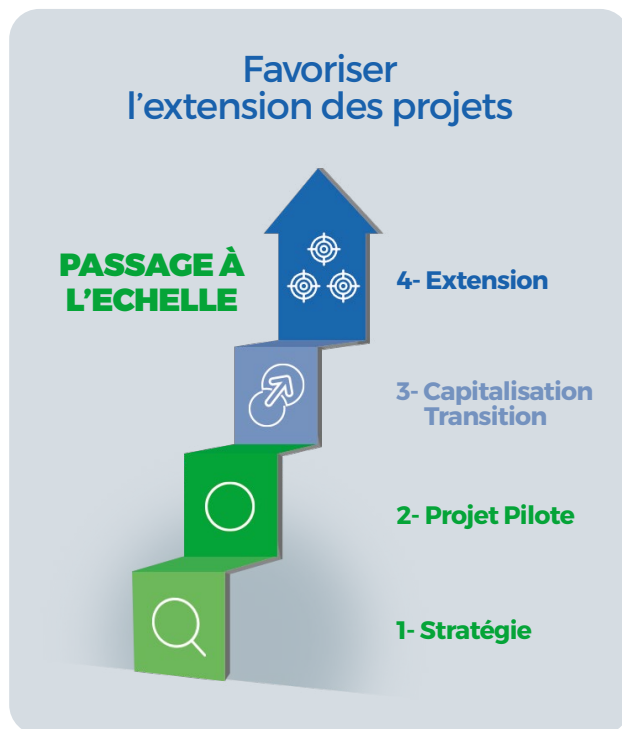 Favoriser
l'extension des projets
PASSAGE À
L'ECHELLE
4- Extension
3- Capitalisation
Transition
2- Projet Pilote
1- Stratégie